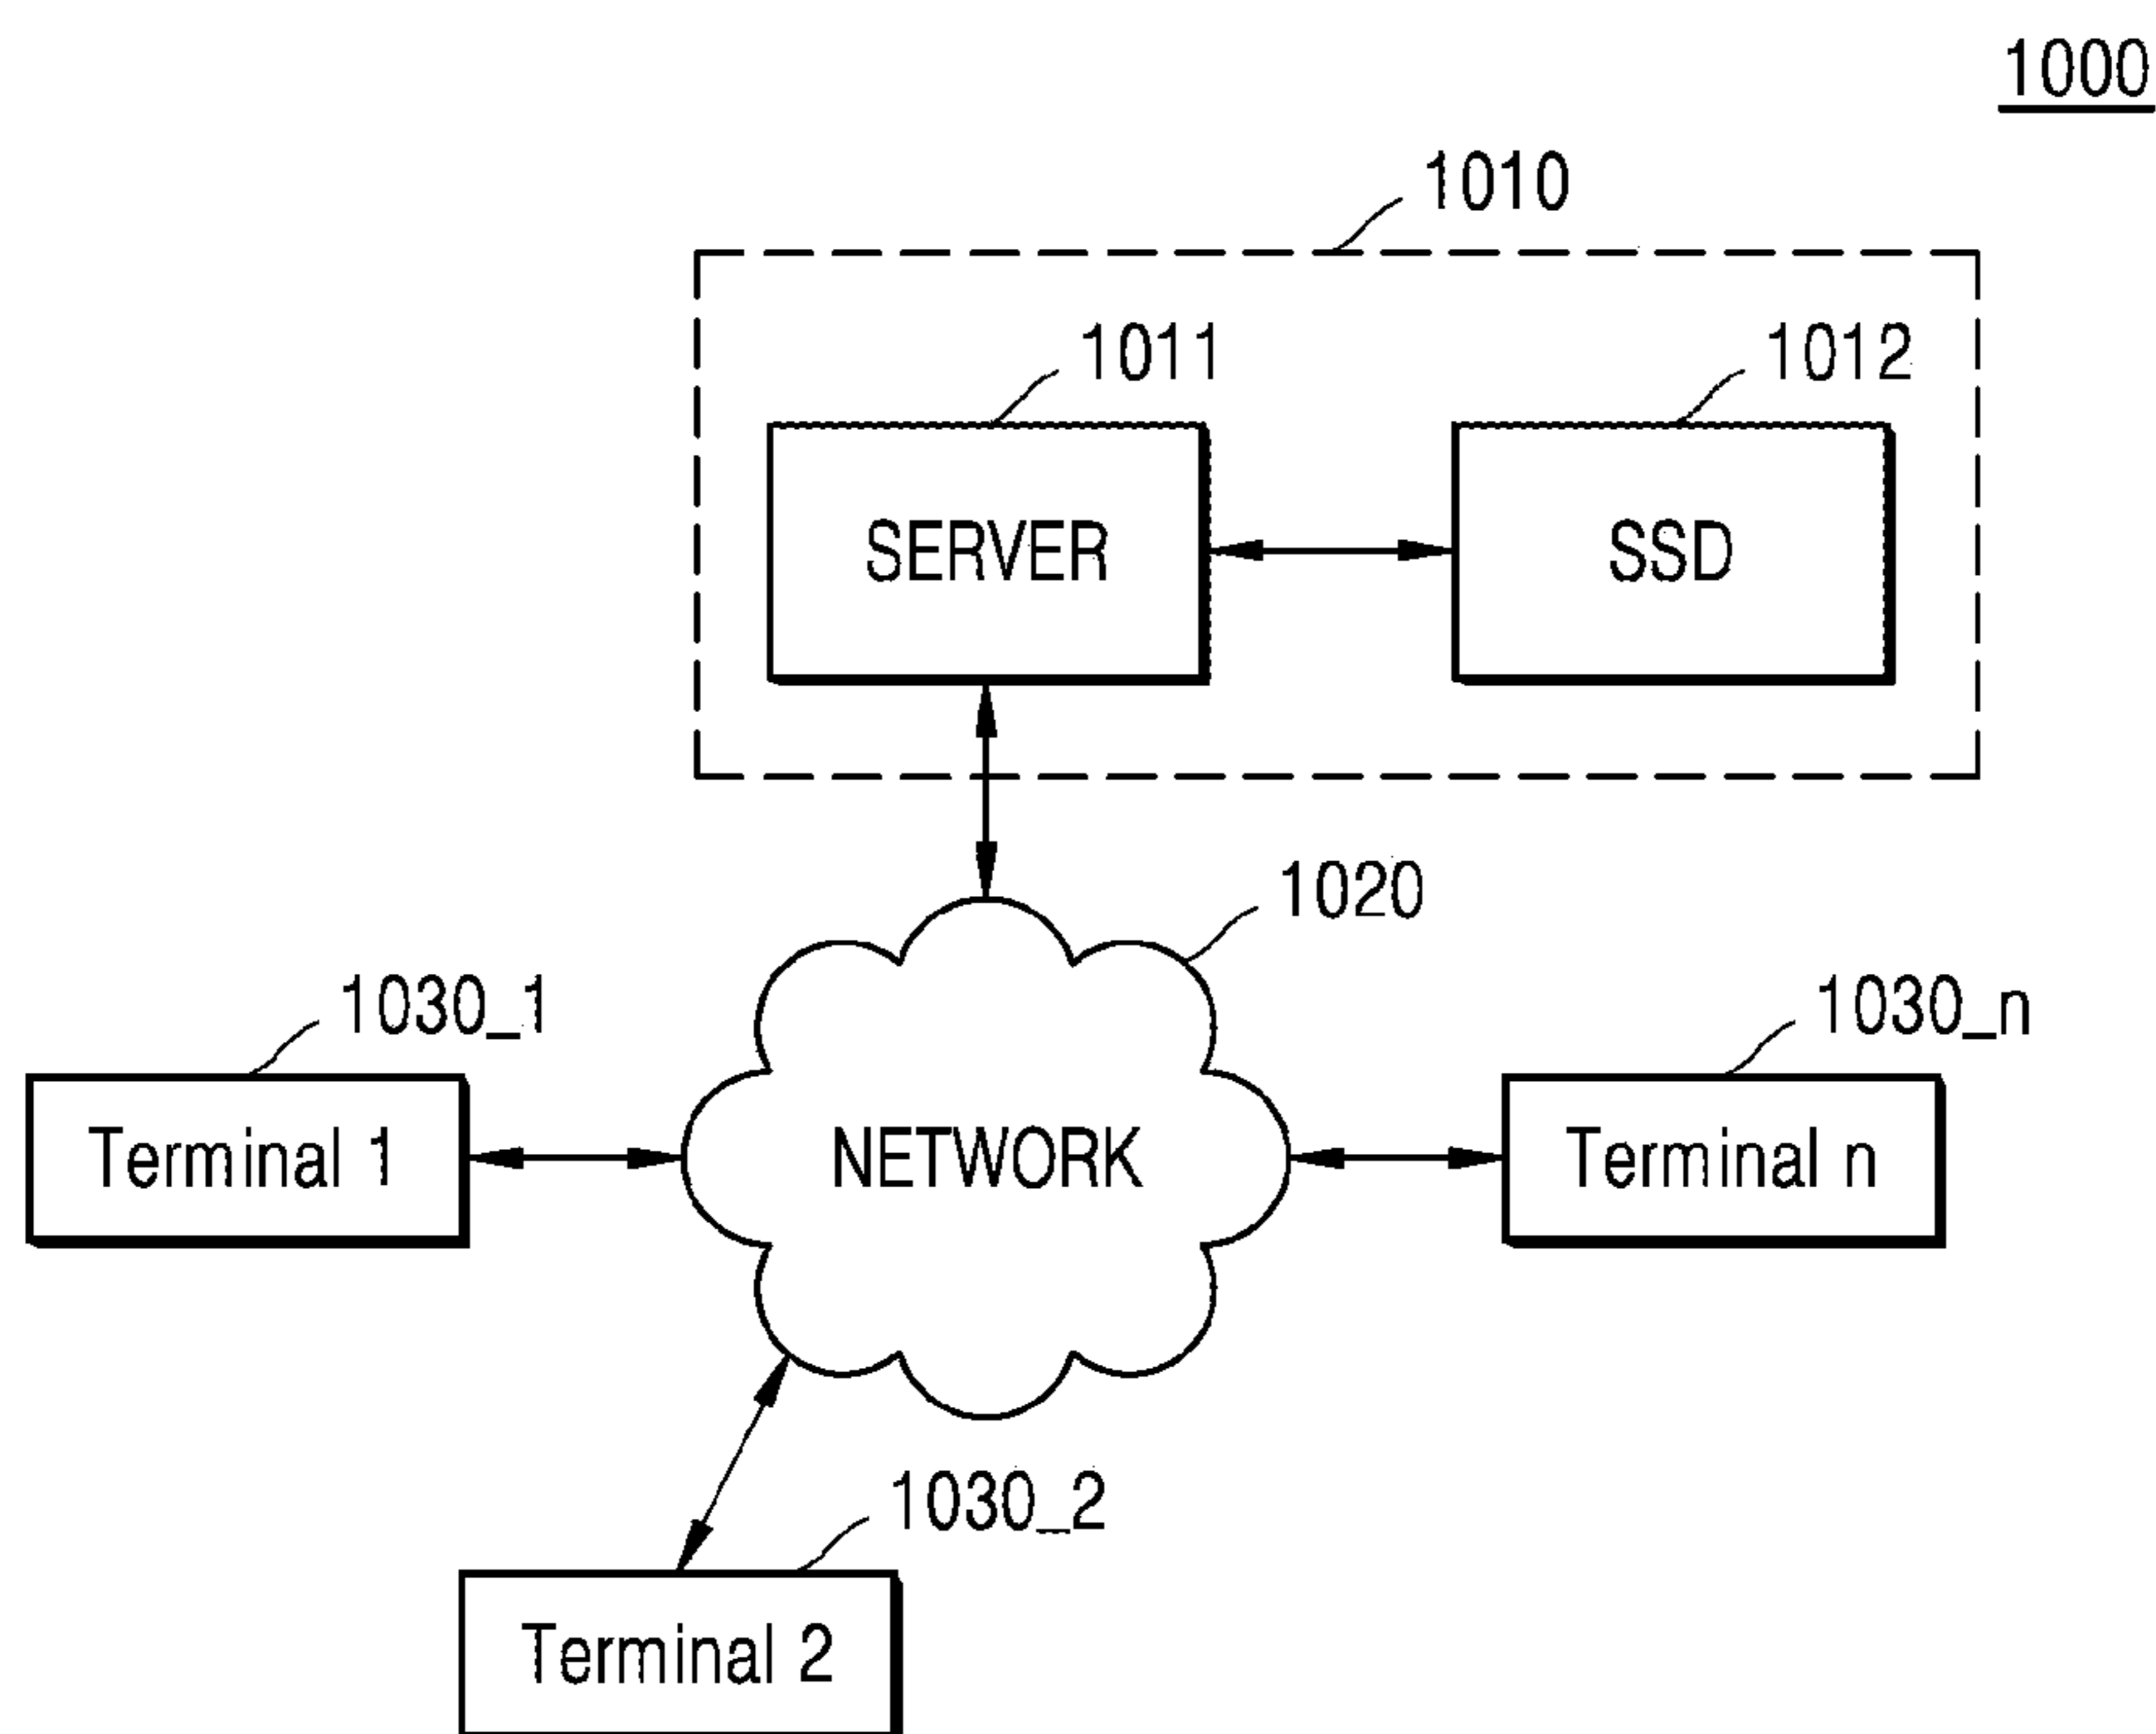 1000
1010
1011
1012
SERVER
SSD
1020
1030_1
1030_n
Terminal 1
NETWORK
Terminal n
1030_2
Terminal 2